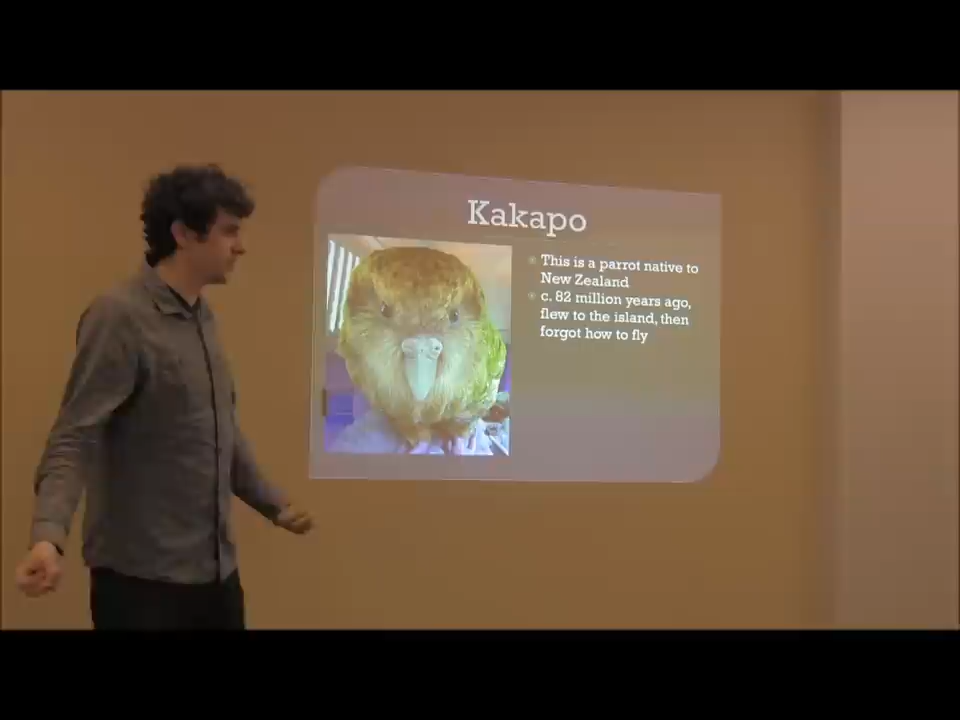 Kakapo
This is a parrot native to
New Zealand
c. 82 million years ago,
flew to the island, then
forgot how to fly